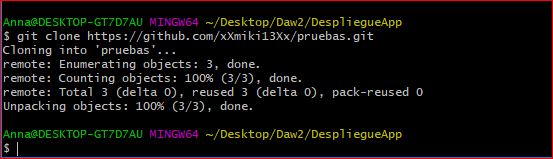 Anna@DESKTOP-GT7D7AU MINGW64 ~/Desktop/Daw2/DespliegueApp
$ git clone https://github.com/xXmiki13Xx/pruebas.git
Cloning into 'pruebas'...
remote: Enumerating objects: 3, done.
remote: Counting objects: 100% (3/3), done.
remote: Total 3 (delta 0), reused 3 (delta 0), pack-reused 0
Unpacking objects: 100% (3/3), done.
Anna@DESKTOP-GT7D7AU MINGW64 ~/Desktop/Daw2/DespliegueApp
$